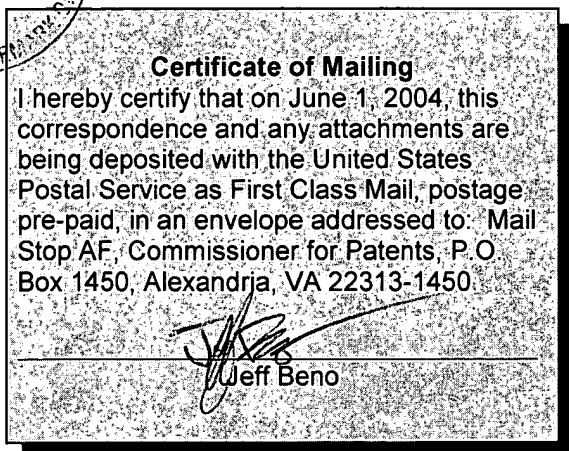 Certificate of Mailing
I hereby certify that on June 1, 2004, this
correspondence and any attachments are
being deposited with the United States
Postal Service as First Class Mail, postage
pre-paid, in an envelope addressed to: Mail
Stop AF, Commissioner for Patents, P.O.
Box 1450, Alexandria, VA 22313-1450
Jeff Beno